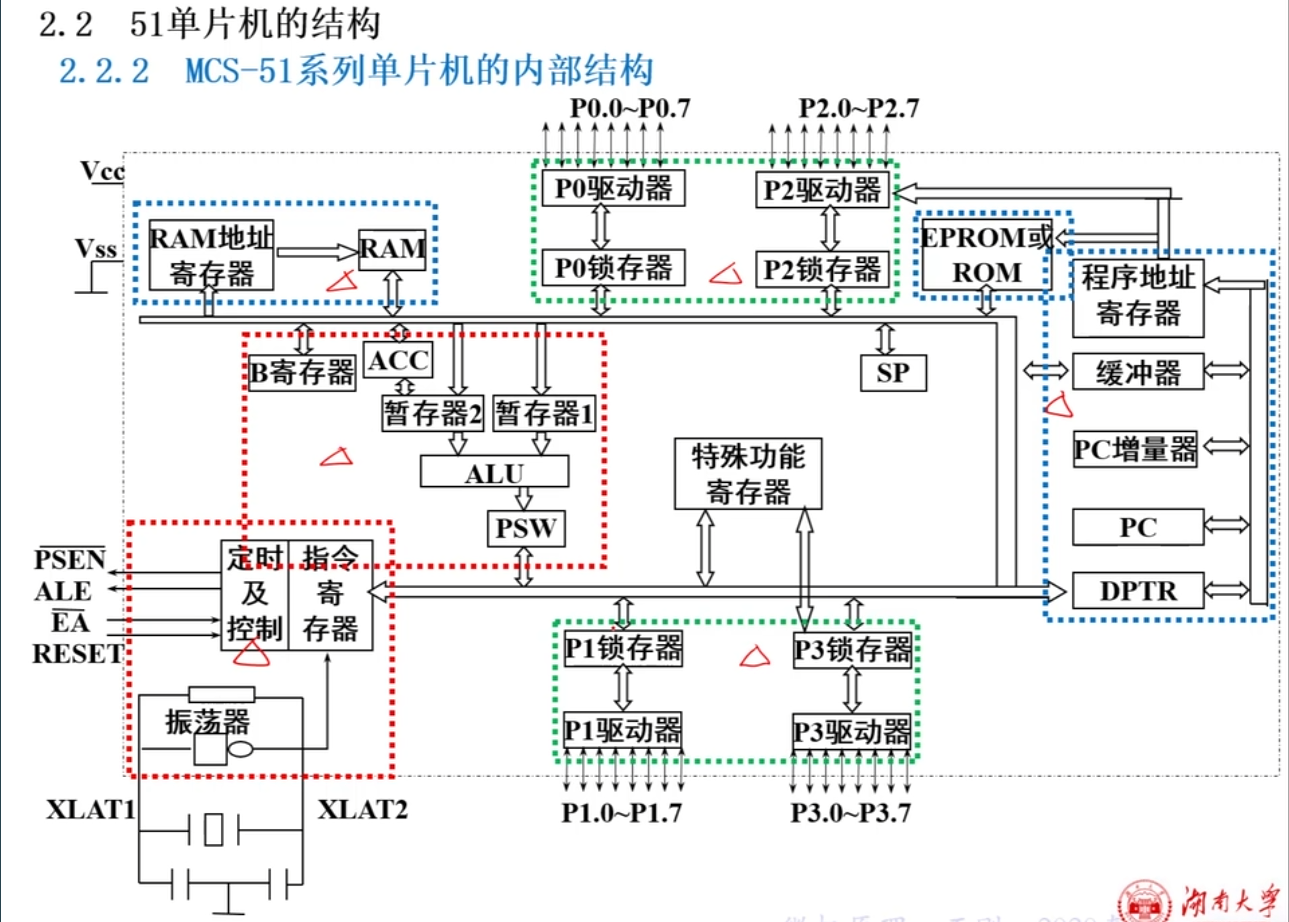 2.2 51单片机的结构
2.2.2 MCS-51系列单片机的内部结构
P0.0~P0.7
P2.0~P2.7
Vcc
Vss
P0驱动器
P2驱动器
RAM地址
寄存器
RAM
P0锁存器
P2锁存器
EPROM或
ROM
程序地址
寄存器
B寄存器
ACC
SP
缓冲器
暂存器2
暂存器1
特殊功能
寄存器
PC增量器
ALU
PSW
PC
PSEN
ALE
EA
RESET
定时
及
控制
指令
寄
存器
DPTR
P1锁存器
P3锁存器
振荡器
P1驱动器
P3驱动器
XLAT1
XLAT2
P1.0~P1.7
P3.0~P3.7
湖南大学